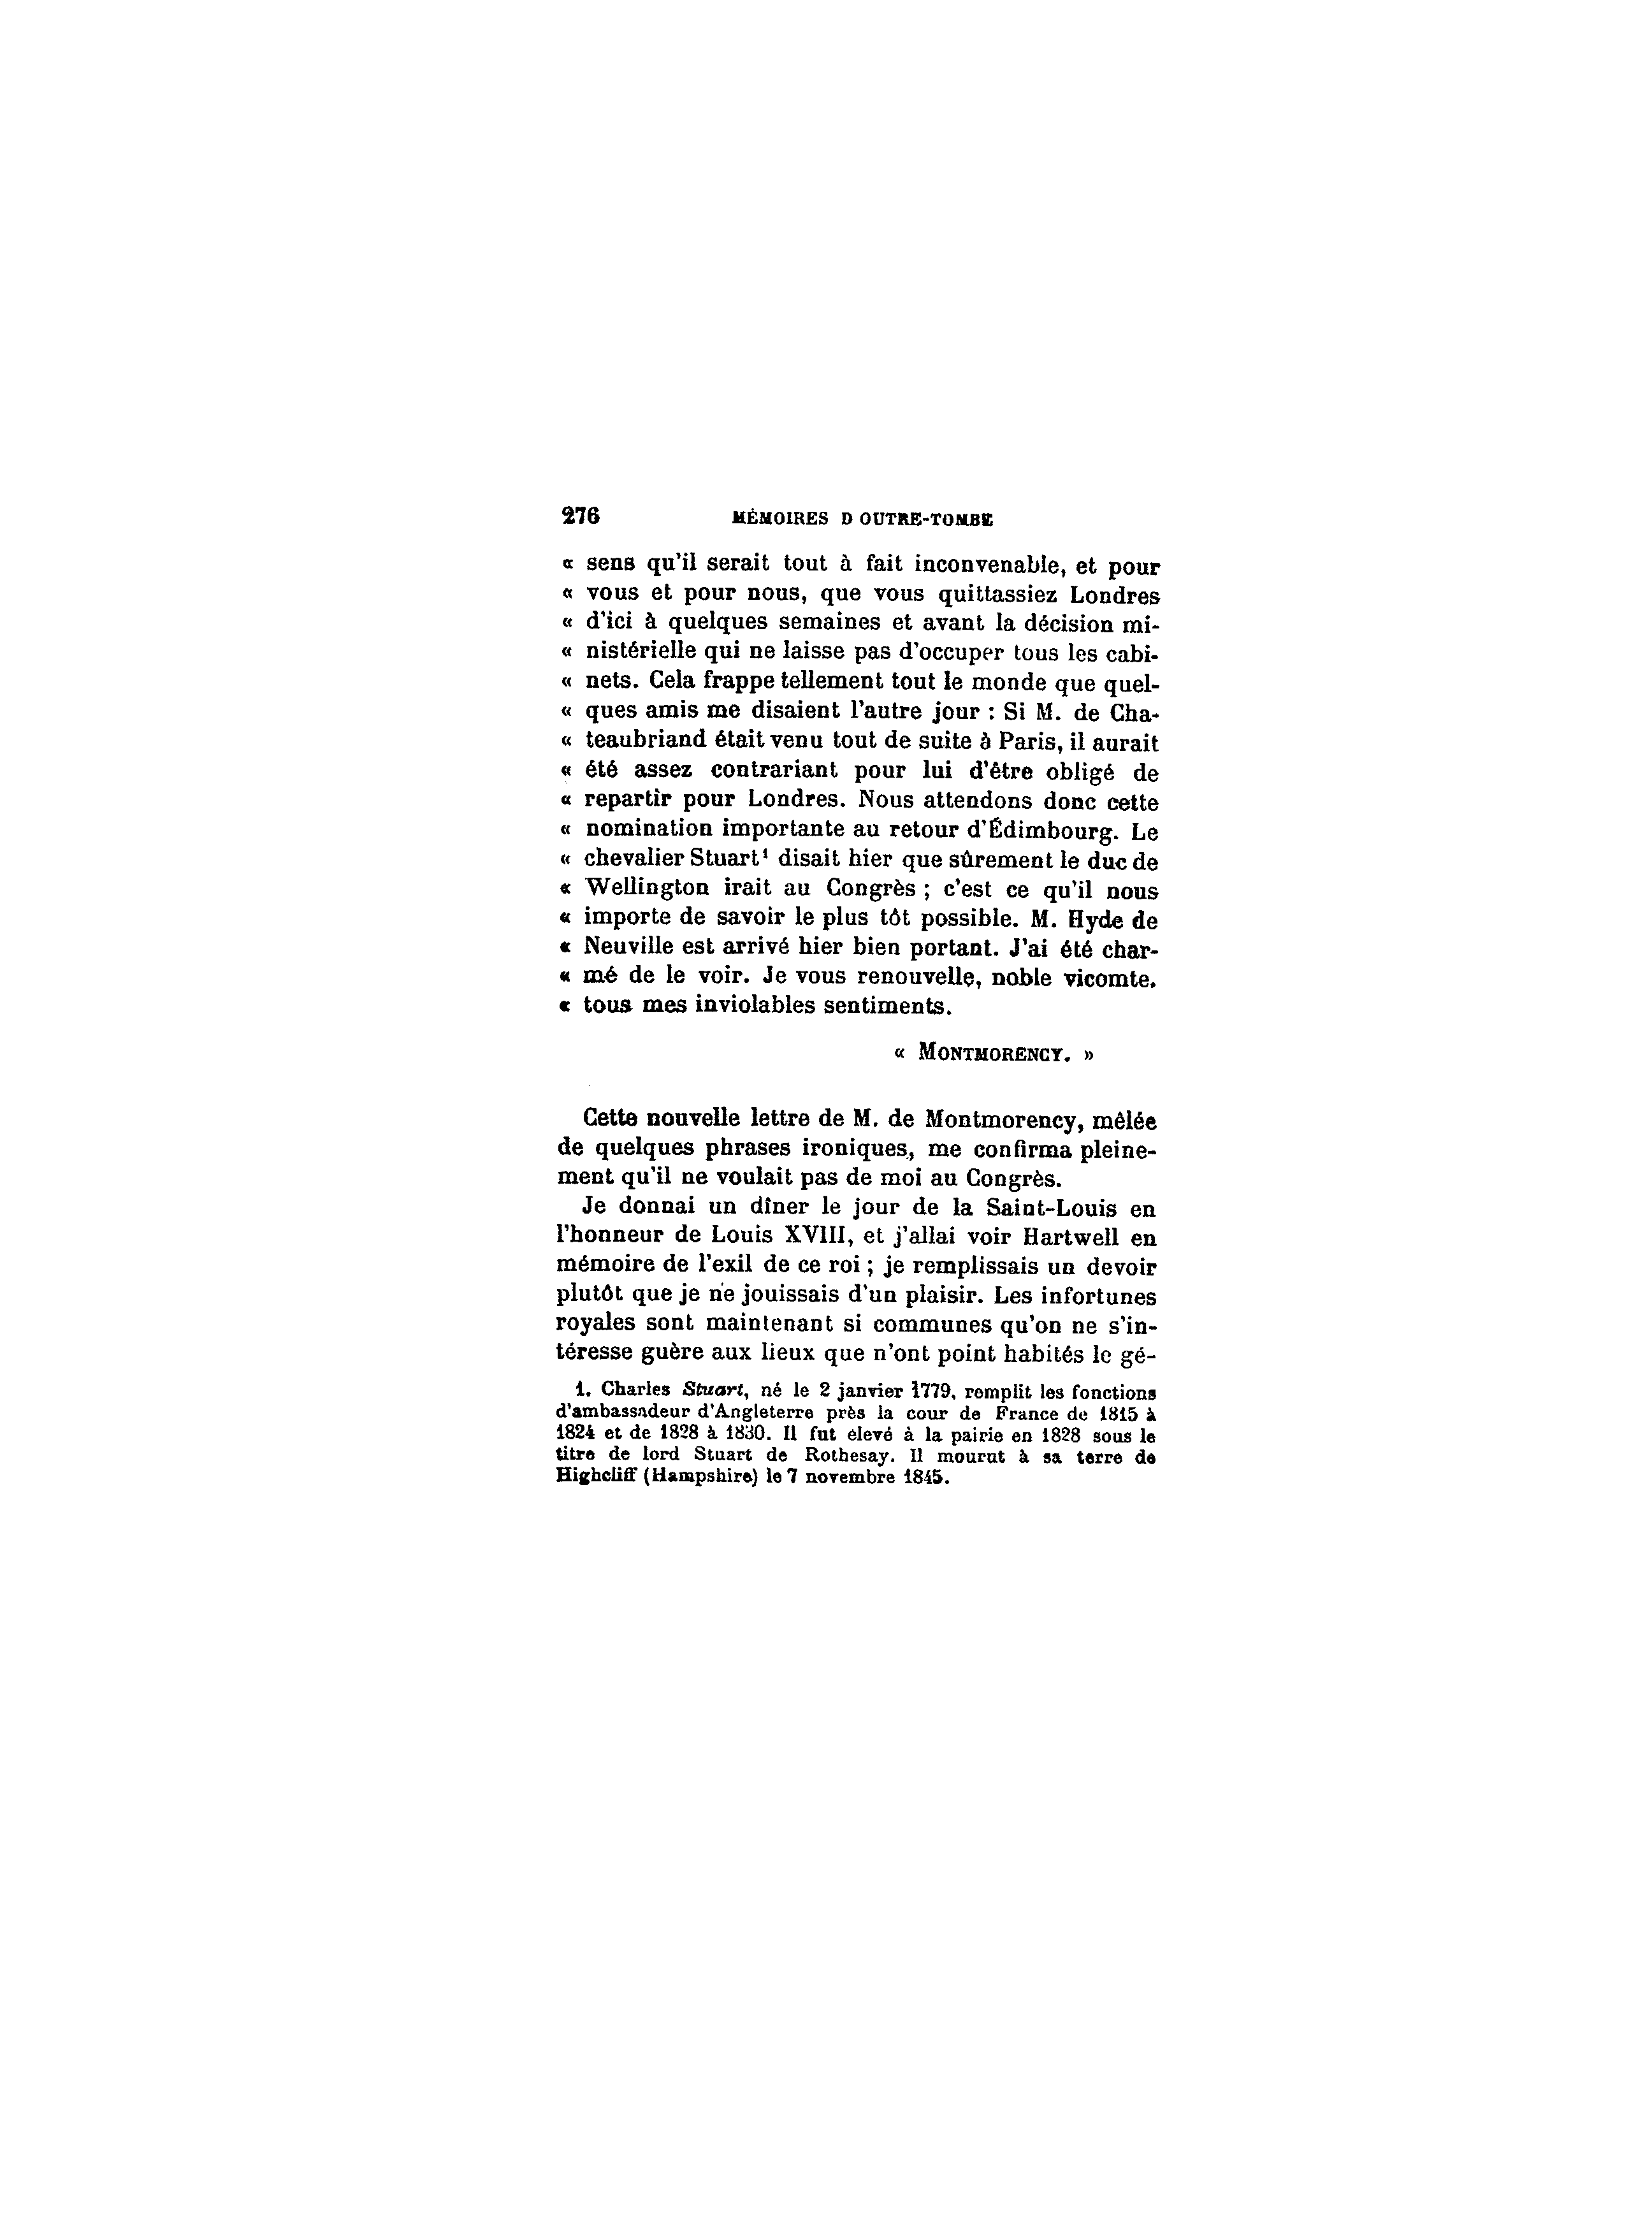 276 MÉMOIRES D OUTRE-TOMBE
« sens qu'il serait tout à fait inconvenable, et pour
« vous et pour nous, que vous quittassiez Londres
« d'ici à quelques semaines et avant la décision mi-
« nistérielle qui ne laisse pas d'occuper tous les cabi-
« nets. Cela frappe tellement tout le monde que quel-
« ques amis me disaient l'autre jour : Si M. de Cha-
« teaubriand était venu tout de suite à Paris, il aurait
« été assez contrariant pour lui d'être obligé de
« repartir pour Londres. Nous attendons donc cette
« nomination importante au retour d'Édimbourg. Le
« chevalier Stuart¹ disait hier que sûrement le duc de
« Wellington irait au Congrès ; c'est ce qu'il nous
« importe de savoir le plus tôt possible. M. Hyde de
« Neuville est arrivé hier bien portant. J'ai été char-
« mé de le voir. Je vous renouvelle, noble vicomte.
« tous mes inviolables sentiments.
« MONTMORENCY. »
Cette nouvelle lettre de M. de Montmorency, mêlée
de quelques phrases ironiques, me confirma pleine-
ment qu'il ne voulait pas de moi au Congrès.
Je donnai un dîner le jour de la Saint-Louis en
l'honneur de Louis XVIII, et j'allai voir Hartwell en
mémoire de l'exil de ce roi ; je remplissais un devoir
plutôt que je ne jouissais d'un plaisir. Les infortunes
royales sont maintenant si communes qu'on ne s'in-
téresse guère aux lieux que n'ont point habités le gé-
1. Charles Stuart, né le 2 janvier 1779, remplit les fonctions
d'ambassadeur d'Angleterre près la cour de France de 1815 à
1824 et de 1828 à 1830. Il fut élevé à la pairie en 1828 sous le
titre de lord Stuart de Rothesay. Il mourut à sa terre de
Highcliff (Hampshire) le 7 novembre 1845.